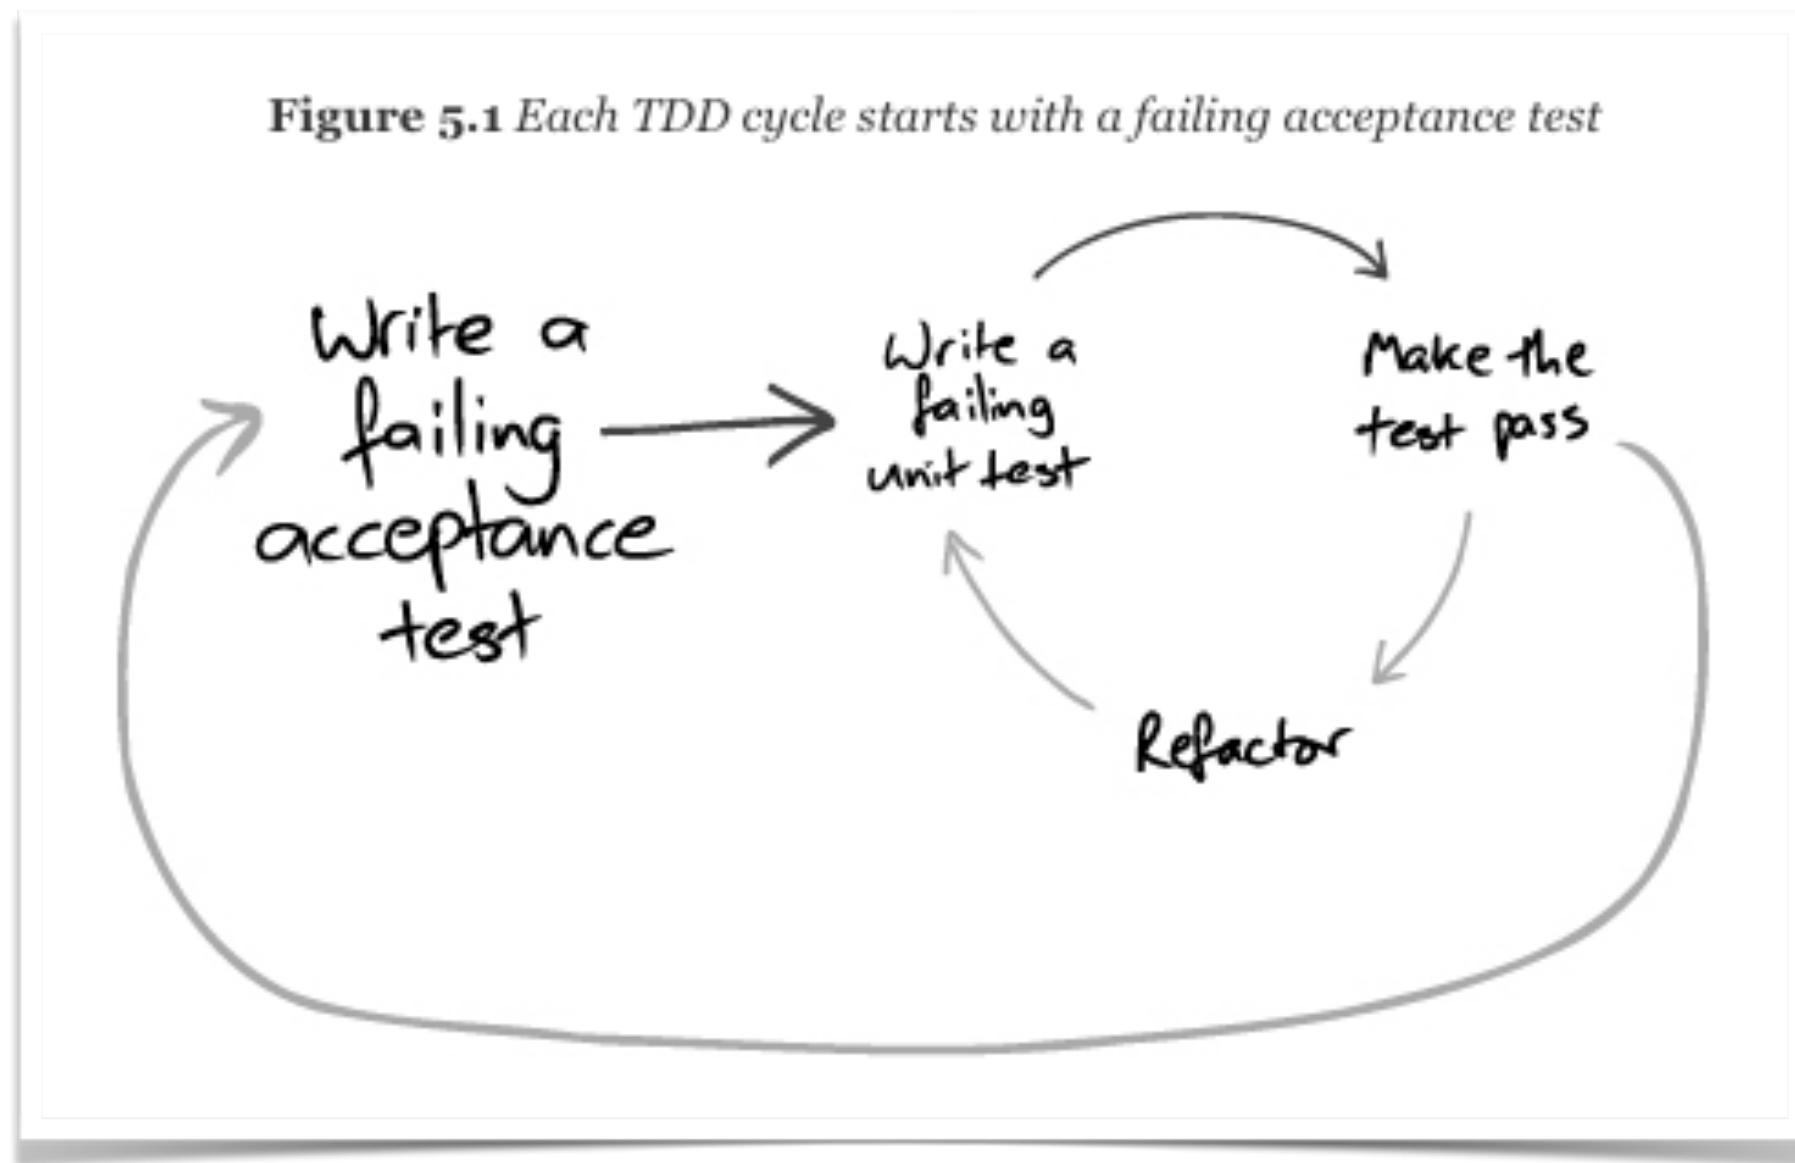 Figure 5.1 Each TDD cycle starts with a failing acceptance test
Write a
failing
acceptance
test
Write a
failing
unit test
Make the
test pass
Refactor